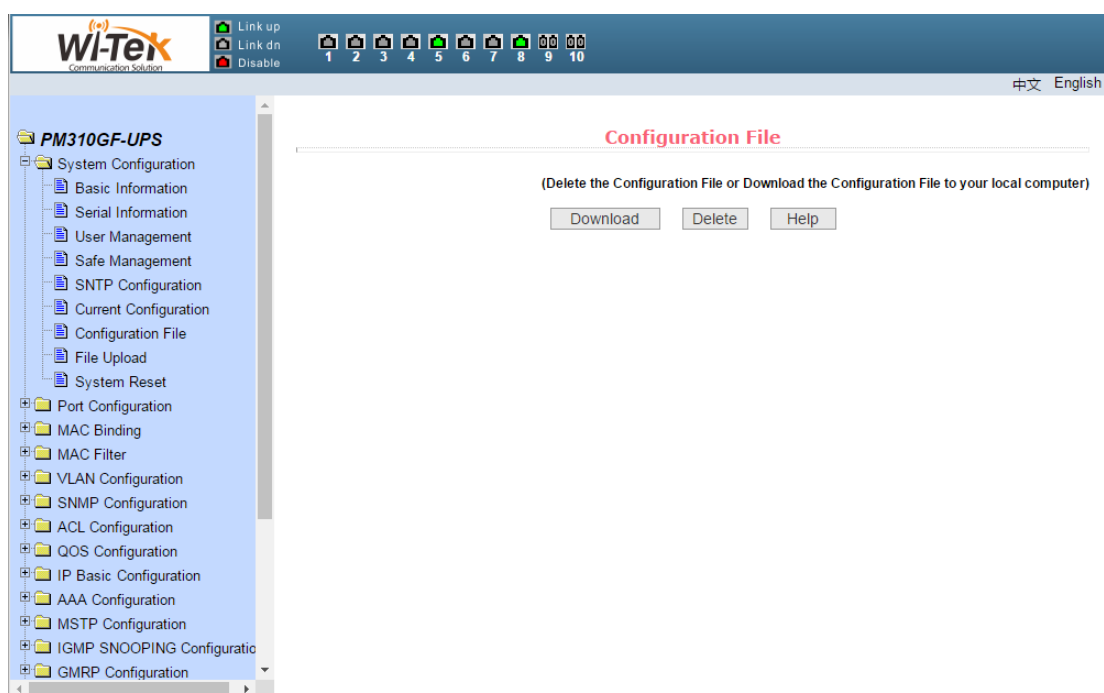 Wi-Tek
Communication Solution
Link up
Link dn
Disable
1 2 3 4 5 6 7 8 9 10
中文 English
PM310GF-UPS
System Configuration
Basic Information
Serial Information
User Management
Safe Management
SNTP Configuration
Current Configuration
Configuration File
File Upload
System Reset
Port Configuration
MAC Binding
MAC Filter
VLAN Configuration
SNMP Configuration
ACL Configuration
QOS Configuration
IP Basic Configuration
AAA Configuration
MSTP Configuration
IGMP SNOOPING Configuratio
GMRP Configuration
Configuration File
(Delete the Configuration File or Download the Configuration File to your local computer)
Download Delete Help